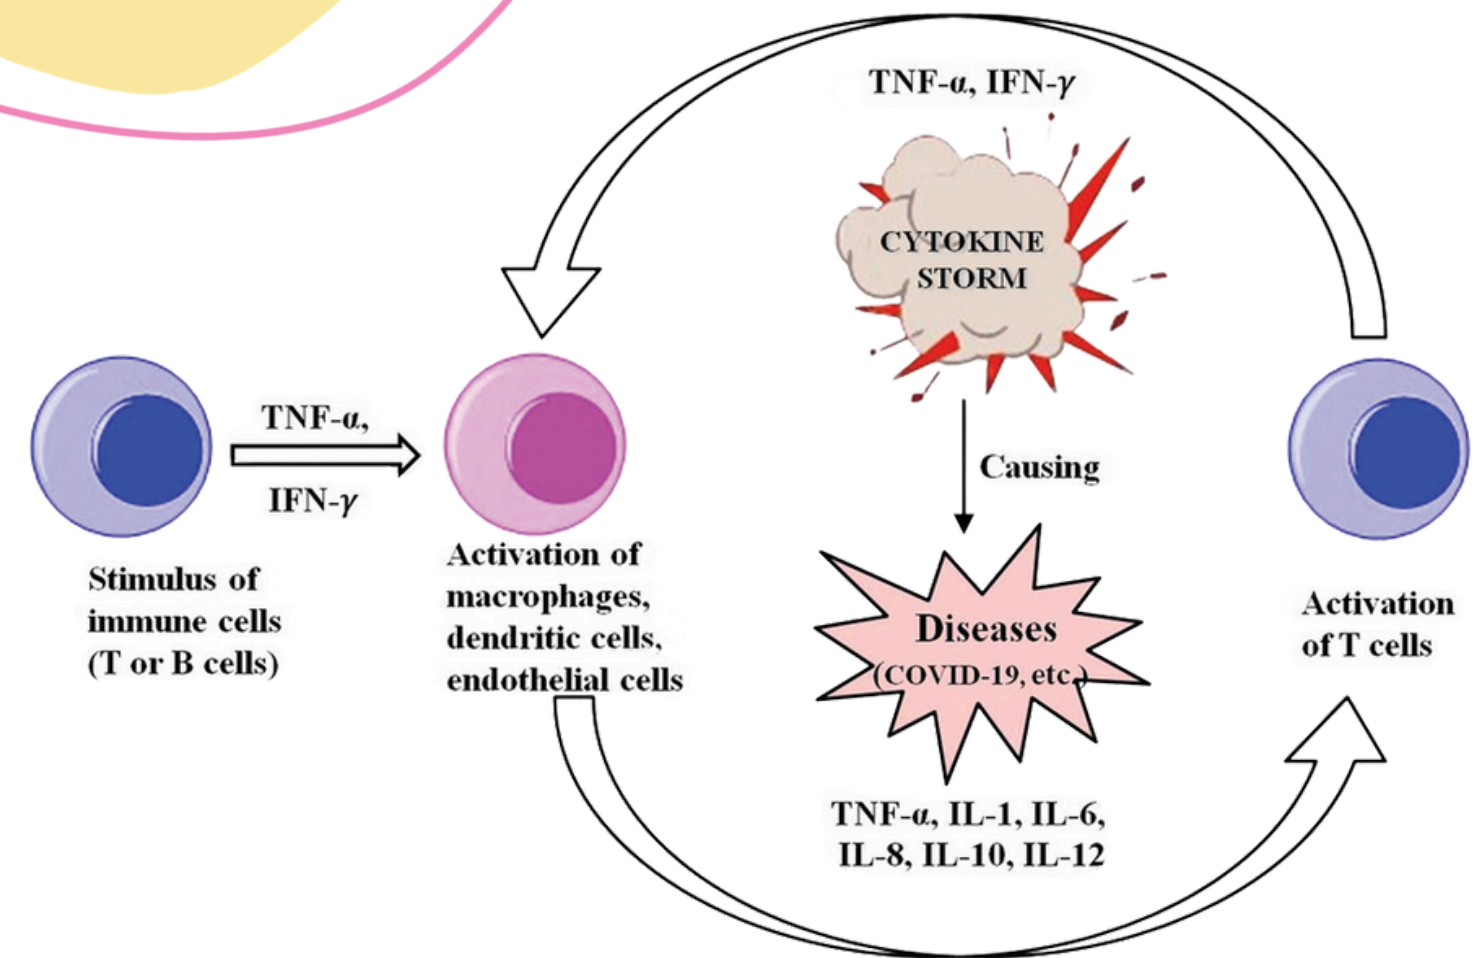 TNF-α, IFN-γ
CYTOKINE
STORM
TNF-α,
IFN-γ
Causing
Stimulus of
immune cells
(T or B cells)
Activation of
macrophages,
dendritic cells,
endothelial cells
Diseases
(COVID-19, etc.)
Activation
of T cells
TNF-α, IL-1, IL-6,
IL-8, IL-10, IL-12